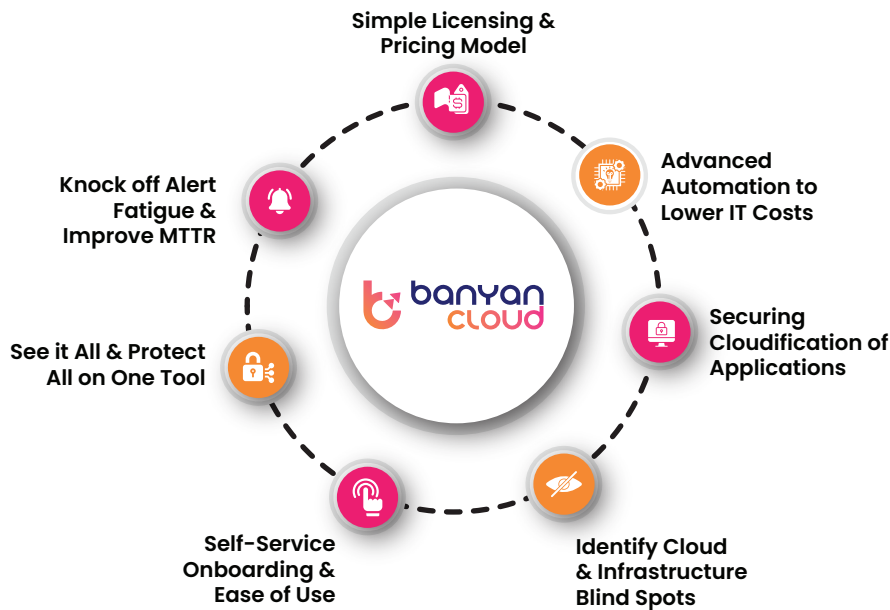 Simple Licensing &
Pricing Model
Advanced
Automation to
Lower IT Costs
Securing
Cloudification of
Applications
Identify Cloud
& Infrastructure
Blind Spots
Self-Service
Onboarding &
Ease of Use
See it All & Protect
All on One Tool
Knock off Alert
Fatigue &
Improve MTTR
banyan
cloud
$